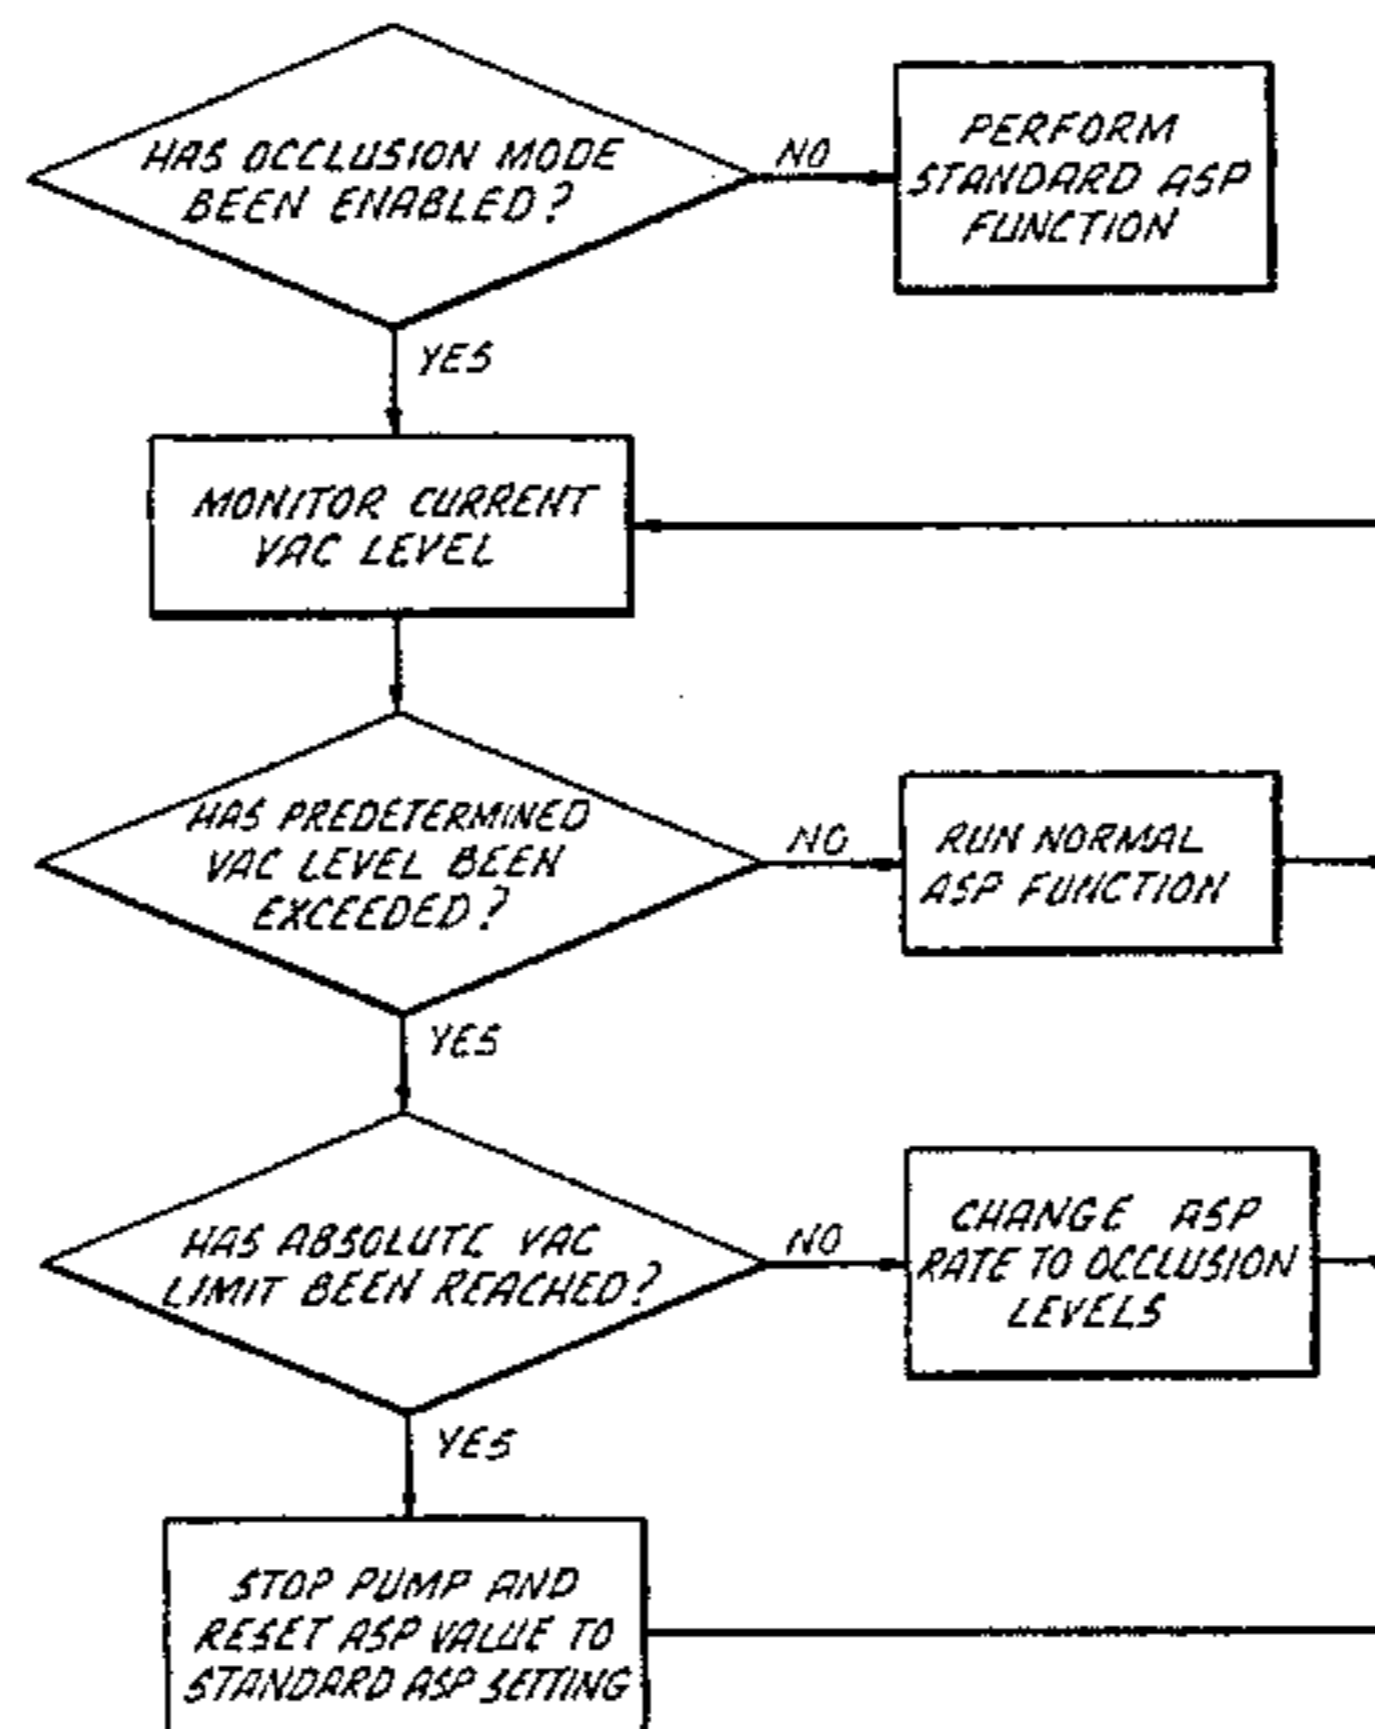 HAS OCCLUSION MODE
BEEN ENABLED?
NO
PERFORM
STANDARD ASP
FUNCTION
YES
MONITOR CURRENT
VAC LEVEL
HAS PREDETERMINED
VAC LEVEL BEEN
EXCEEDED?
NO
RUN NORMAL
ASP FUNCTION
YES
HAS ABSOLUTE VAC
LIMIT BEEN REACHED?
NO
CHANGE ASP
RATE TO OCCLUSION
LEVELS
YES
STOP PUMP AND
RESET ASP VALUE TO
STANDARD ASP SETTING